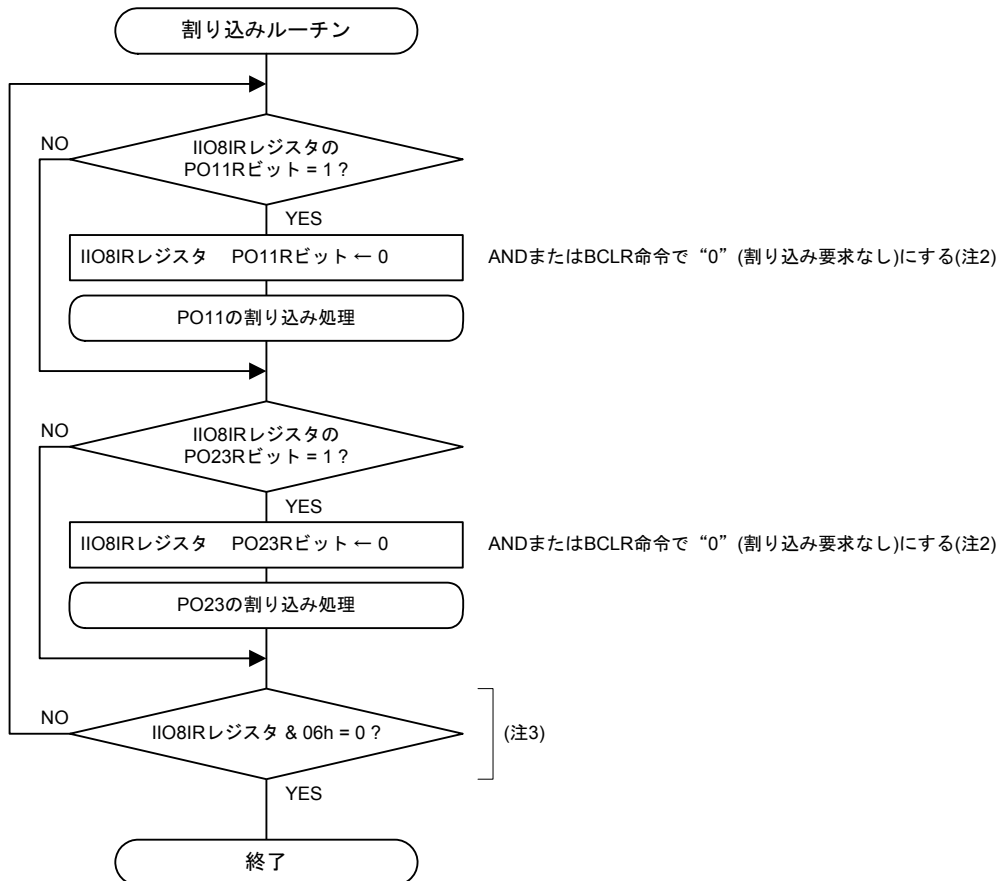 割り込みルーチン
NO
IIO8IRレジスタの
PO11Rビット = 1 ?
YES
IIO8IRレジスタ PO11Rビット ← 0
ANDまたはBCLR命令で“0”(割り込み要求なし)にする(注2)
PO11の割り込み処理
NO
IIO8IRレジスタの
PO23Rビット = 1 ?
YES
IIO8IRレジスタ PO23Rビット ← 0
ANDまたはBCLR命令で“0”(割り込み要求なし)にする(注2)
PO23の割り込み処理
NO
IIO8IRレジスタ & 06h = 0 ?
(注3)
YES
終了